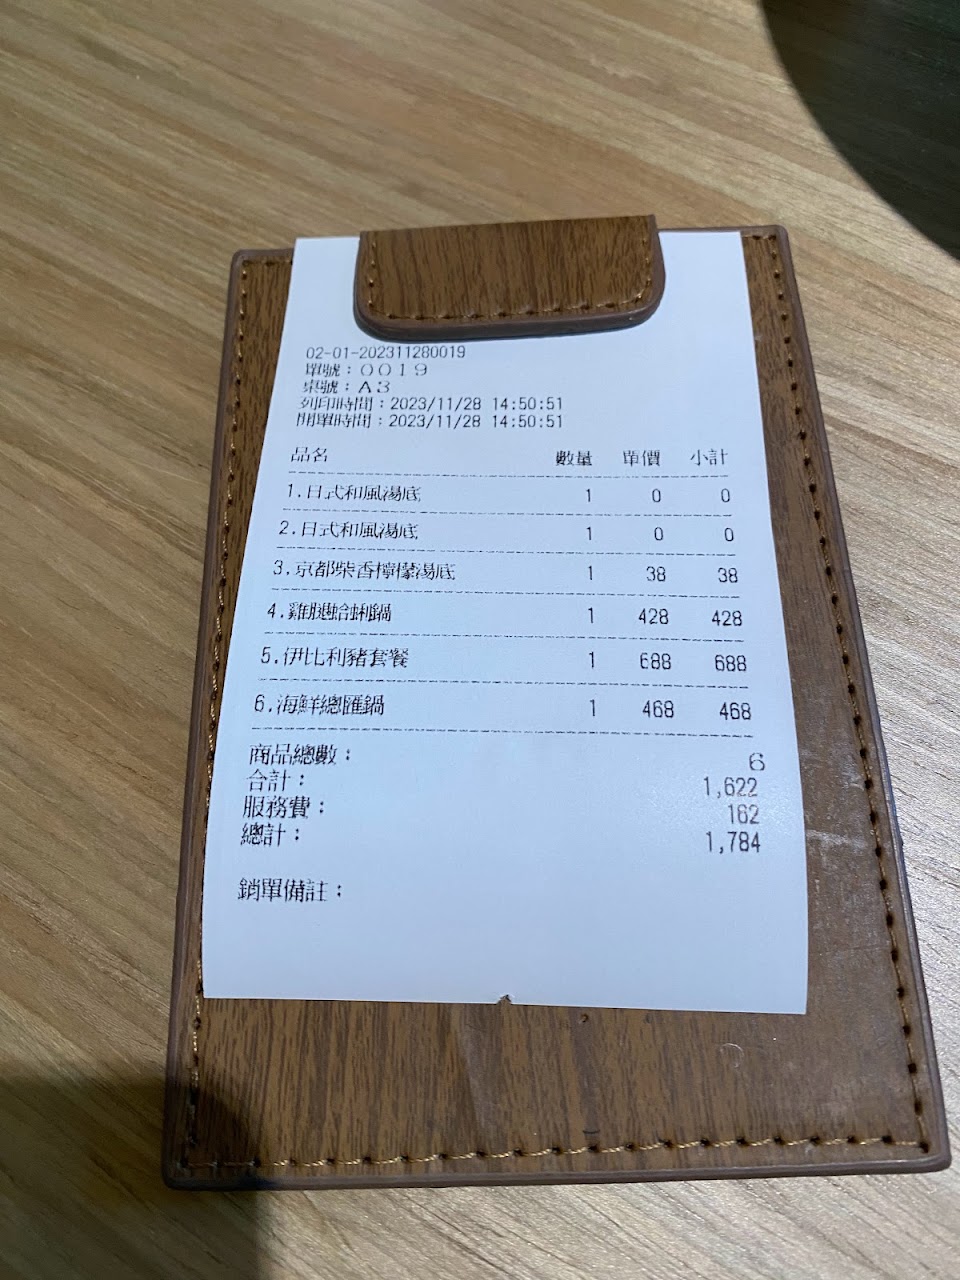 02-01-202311280019
單號：0019
桌號：A3
列印時間：2023/11/28 14:50:51
開單時間：2023/11/28 14:50:51
品名 數量 單價 小計
1.日式和風湯底 1 0 0
2.日式和風湯底 1 0 0
3.京都柴香檸檬湯底 1 38 38
4.雞腿蛤蜊鍋 1 428 428
5.伊比利豬套餐 1 688 688
6.海鮮總匯鍋 1 468 468
商品總數： 6
合計： 1,622
服務費： 162
總計： 1,784
銷單備註：